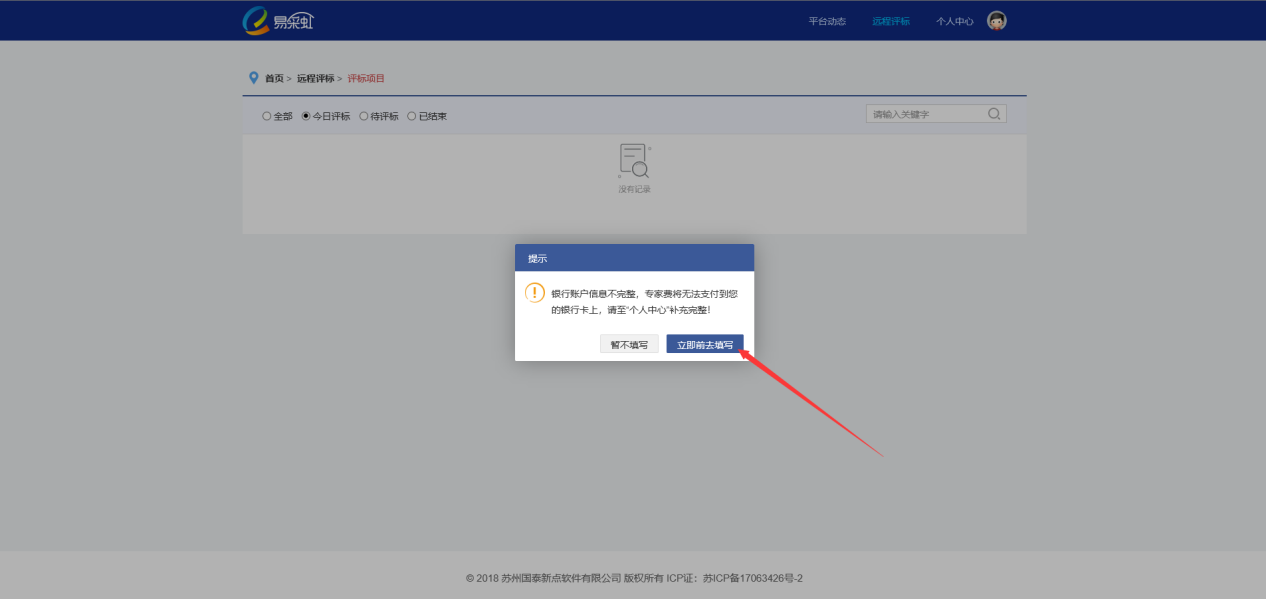 易采虹
平台动态 远程评标 个人中心
首页 > 远程评标 > 评标项目
全部 今日评标 待评标 已结束 请输入关键字
没有记录
提示
银行账户信息不完整，专家费将无法支付到您
的银行卡上，请至“个人中心”补充完整！
暂不填写 立即前去填写
© 2018 苏州国泰新点软件有限公司 版权所有 ICP证：苏ICP备17063426号-2